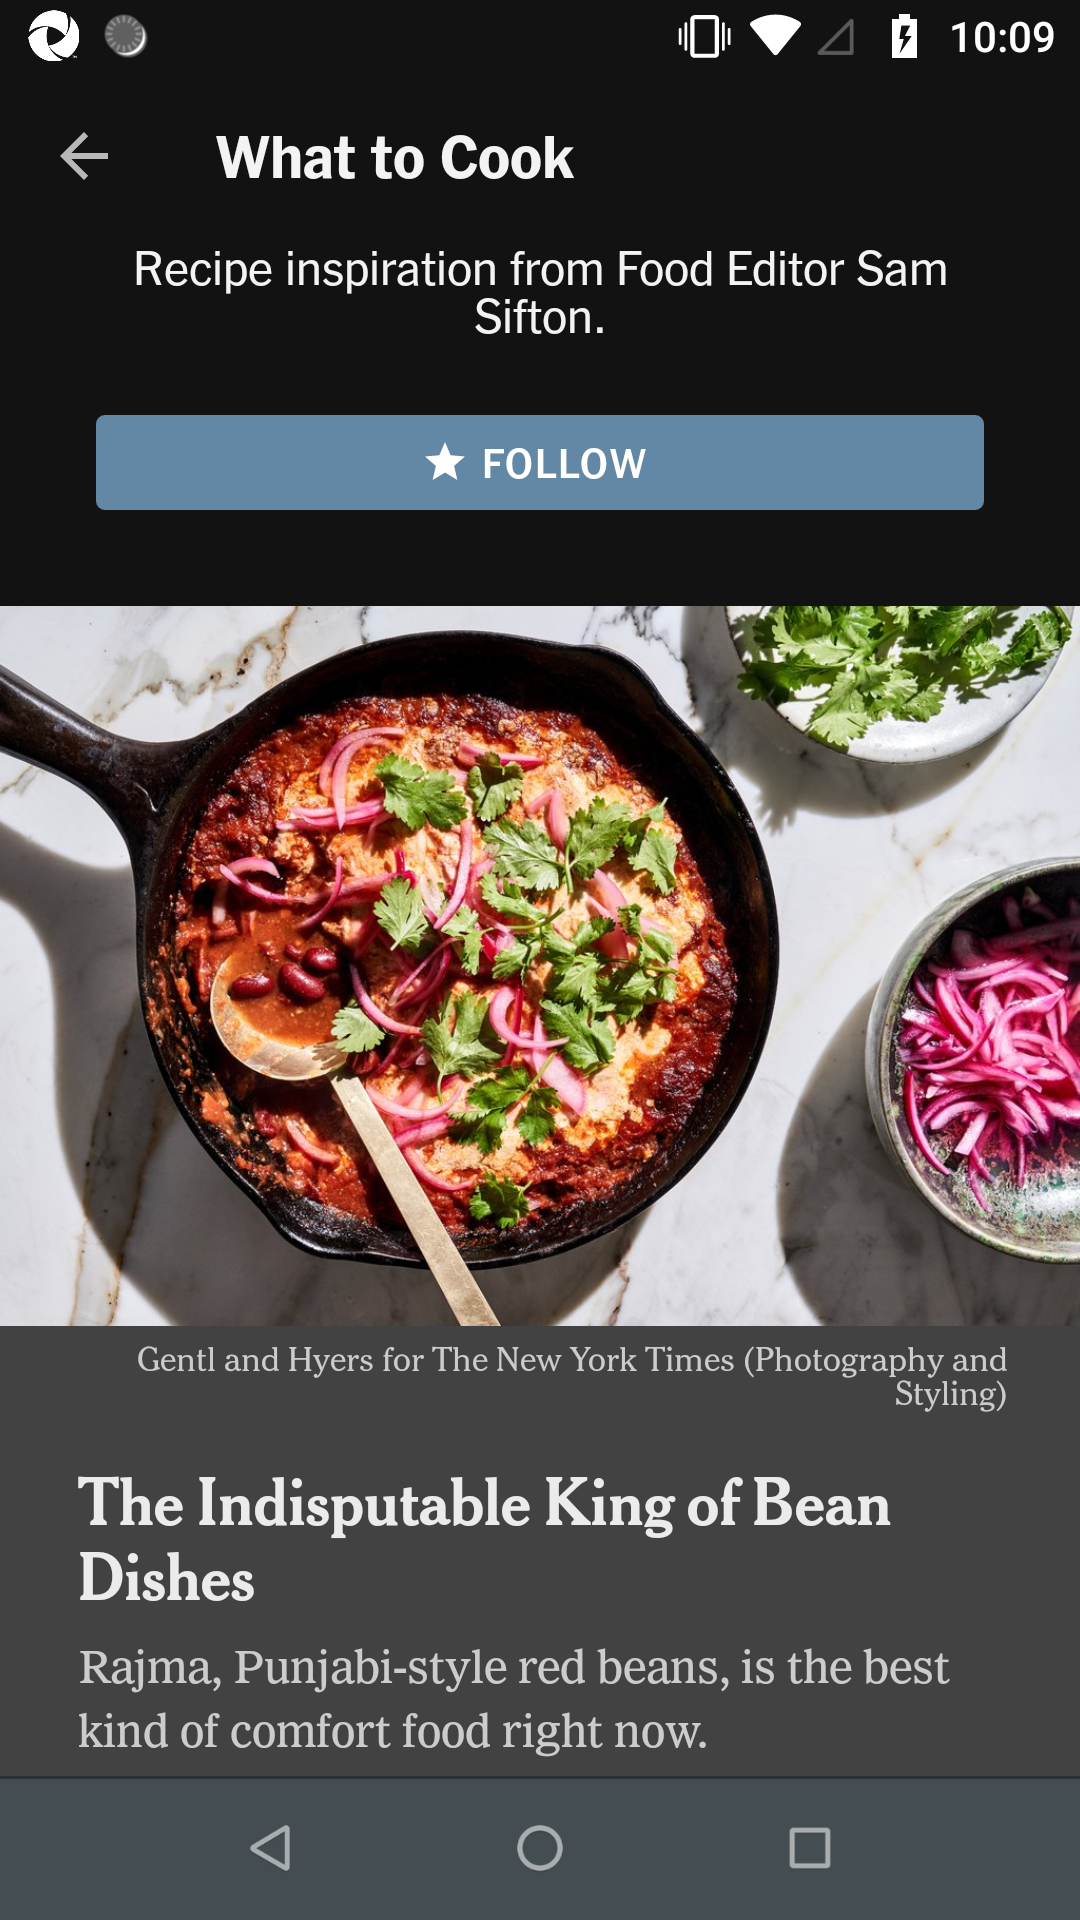 10:09
What to Cook
Recipe inspiration from Food Editor Sam
Sifton.
FOLLOW
Gentl and Hyers for The New York Times (Photography and
Styling)
The Indisputable King of Bean
Dishes
Rajma, Punjabi-style red beans, is the best
kind of comfort food right now.